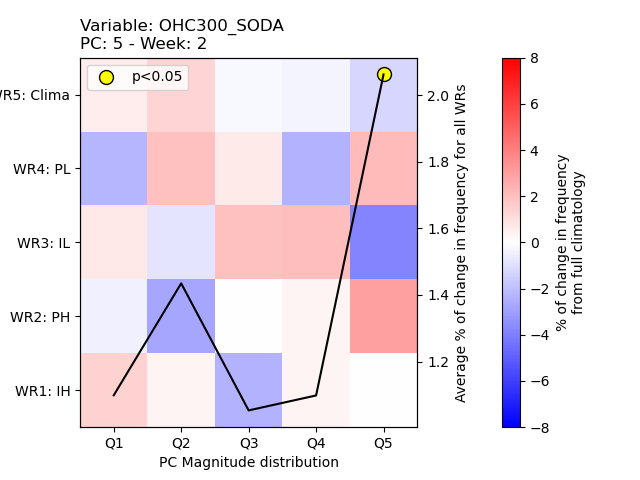 Variable: OHC300_SODA
PC: 5 - Week: 2
p<0.05
WR5: Clima
WR4: PL
WR3: IL
WR2: PH
WR1: IH
Q1 Q2 Q3 Q4 Q5
PC Magnitude distribution
2.0
1.8
1.6
1.4
1.2
Average % of change in frequency for all WRs
8
6
4
2
0
−2
−4
−6
−8
% of change in frequency
from full climatology